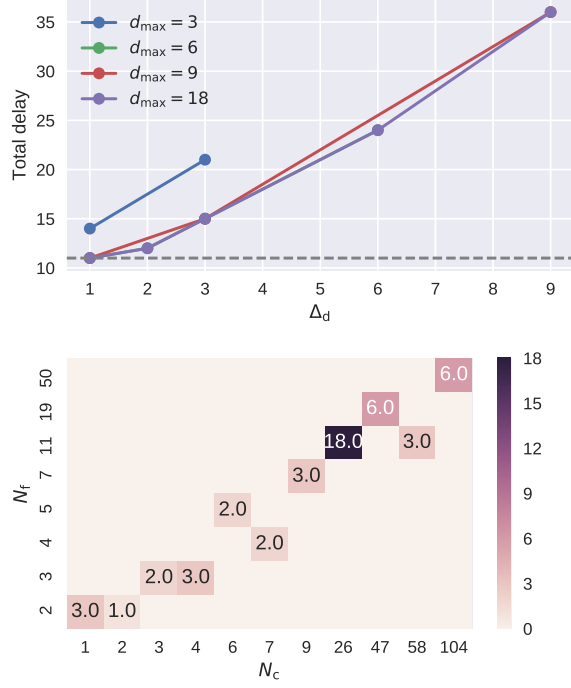 35
30
25
20
15
10
Total delay
d_max = 3
d_max = 6
d_max = 9
d_max = 18
1 2 3 4 5 6 7 8 9
Δ_d
50
19
11
7
5
4
3
2
N_f
6.0
6.0
18.0 3.0
3.0
2.0
2.0
2.0 3.0
3.0 1.0
1 2 3 4 6 7 9 26 47 58 104
N_c
18
15
12
9
6
3
0